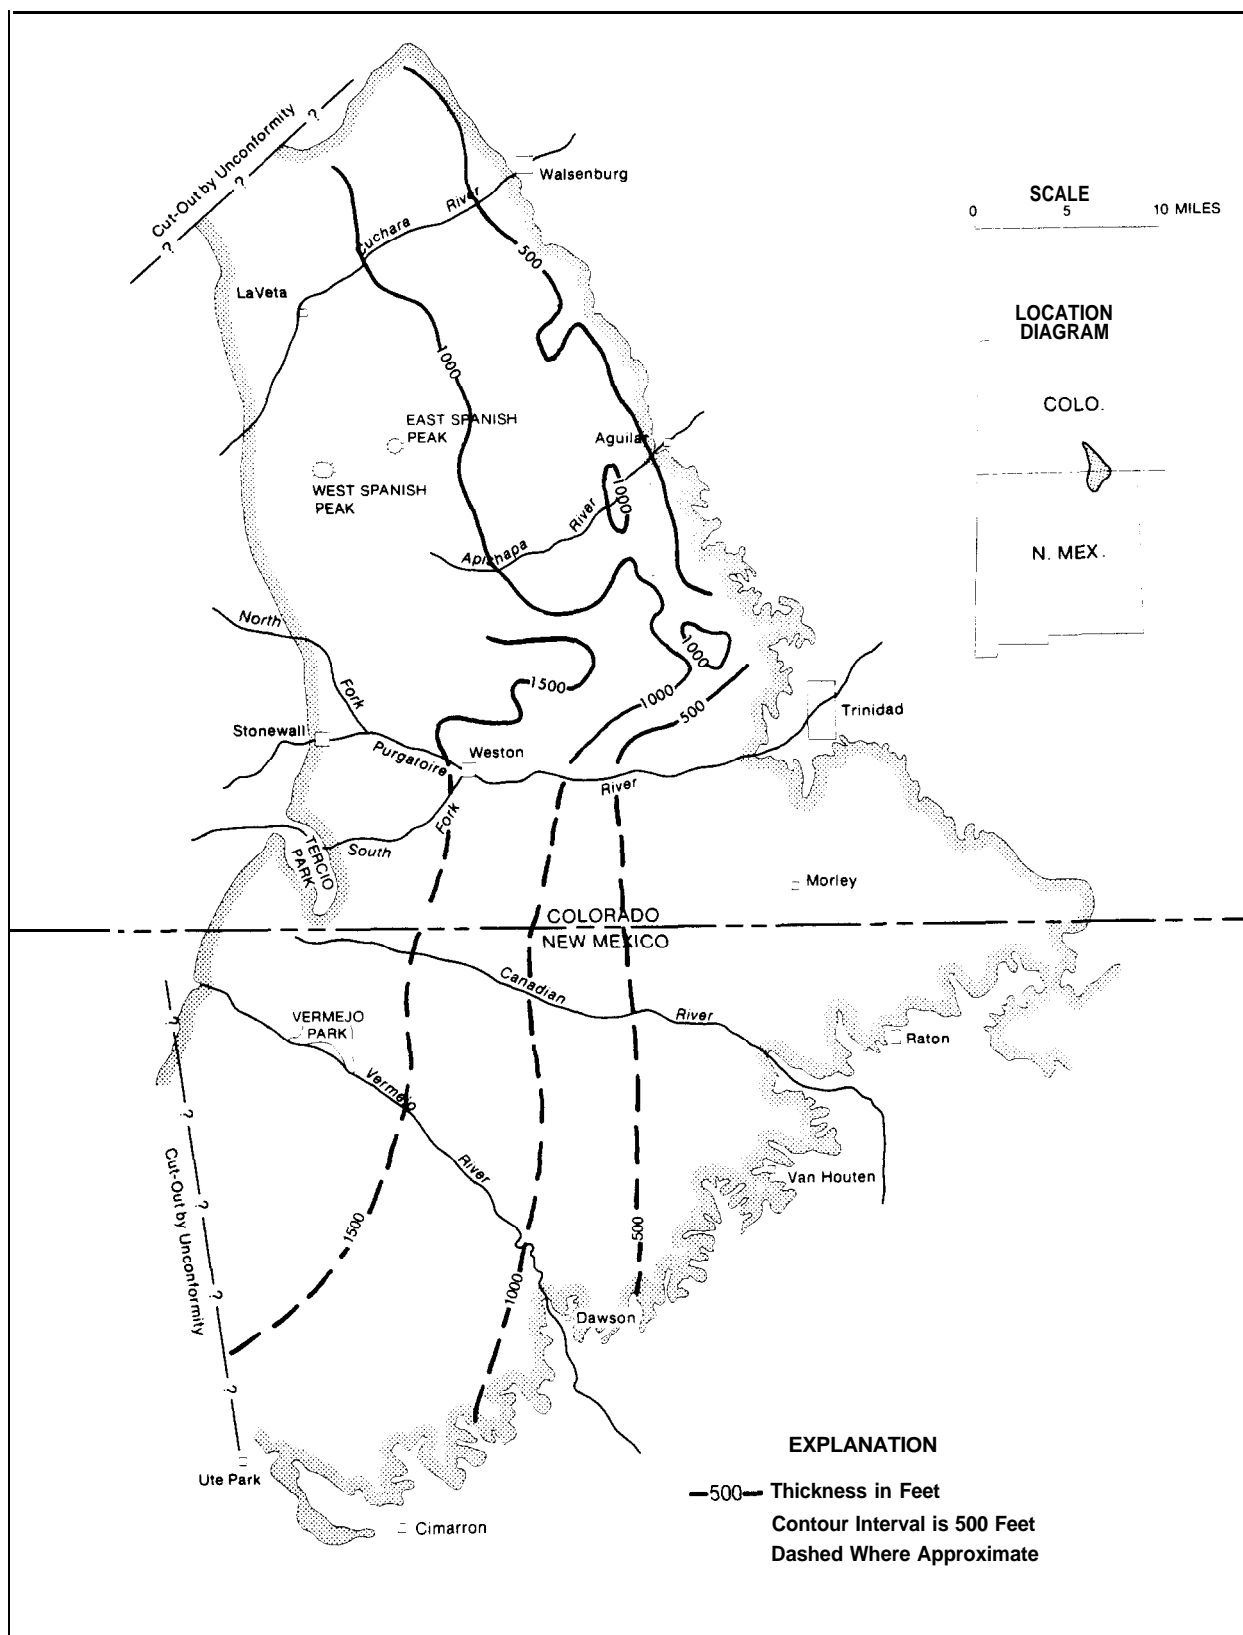 Cut-Out by Unconformity
?
?
?
?
Walsenburg
River
Cuchara
500
LaVeta
1000
EAST SPANISH
PEAK
WEST SPANISH
PEAK
Aguilar
1000
River
Apishapa
North
Fork
1000
1500
1000
500
Trinidad
Stonewall
Purgatoire
Weston
River
Fork
South
TERCIO
PARK
Morley
COLORADO
NEW MEXICO
Canadian
River
Raton
VERMEJO
PARK
Vermejo
River
?
?
Cut-Out by Unconformity
?
?
?
Van Houten
1500
500
1000
Dawson
Ute Park
Cimarron
SCALE
0 5 10 MILES
LOCATION
DIAGRAM
COLO.
N. MEX.
EXPLANATION
500 Thickness in Feet
Contour Interval is 500 Feet
Dashed Where Approximate